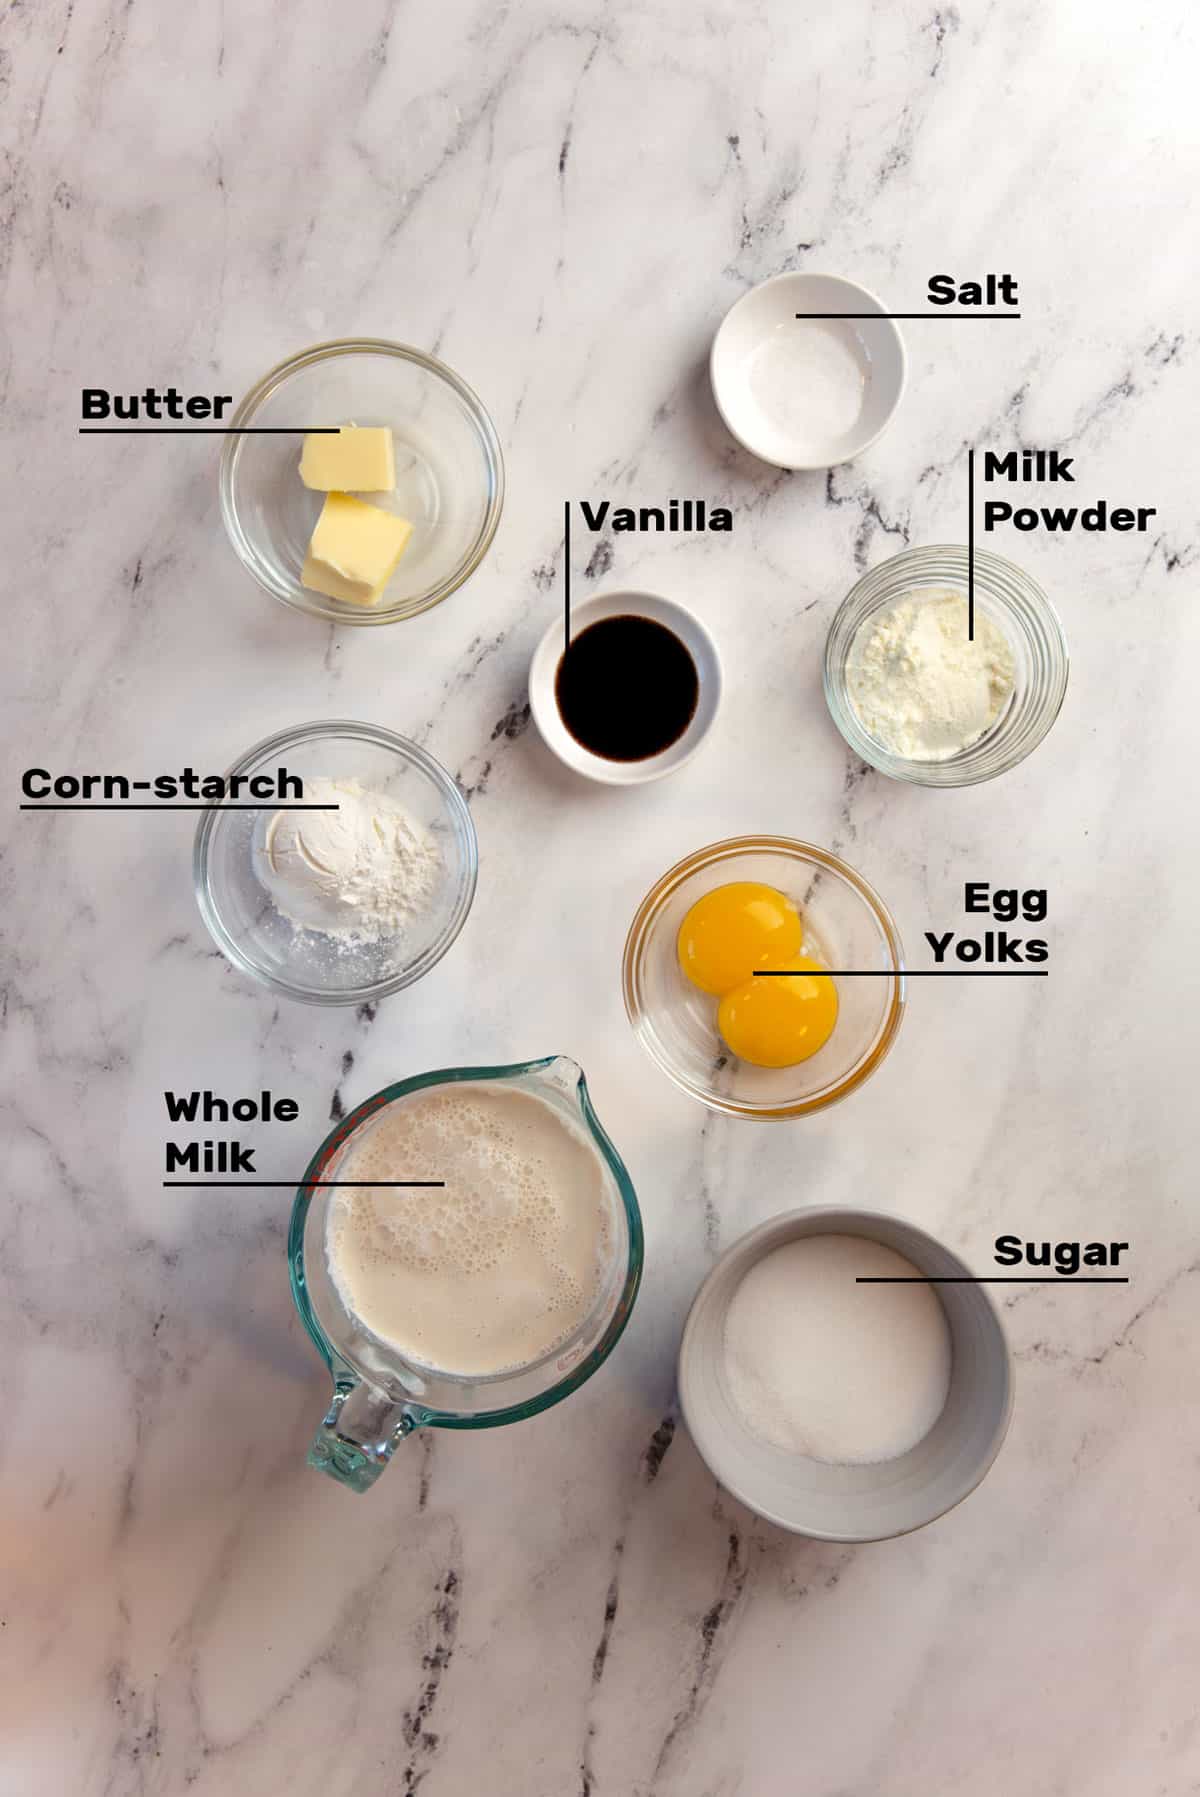 Salt
Butter
Milk
Powder
Vanilla
Corn-starch
Egg
Yolks
Whole
Milk
Sugar